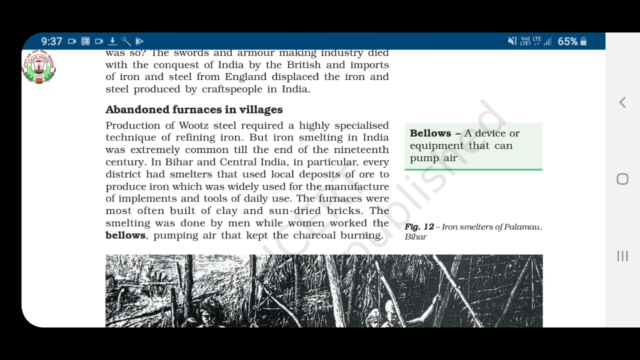 9:37
65%
was so? The swords and armour making industry died
with the conquest of India by the British and imports
of iron and steel from England displaced the iron and
steel produced by craftspeople in India.
Abandoned furnaces in villages
Production of Wootz steel required a highly specialised
technique of refining iron. But iron smelting in India
was extremely common till the end of the nineteenth
century. In Bihar and Central India, in particular, every
district had smelters that used local deposits of ore to
produce iron which was widely used for the manufacture
of implements and tools of daily use. The furnaces were
most often built of clay and sun-dried bricks. The
smelting was done by men while women worked the
bellows, pumping air that kept the charcoal burning.
Bellows – A device or
equipment that can
pump air
Fig. 12 – Iron smelters of Palamau,
Bihar